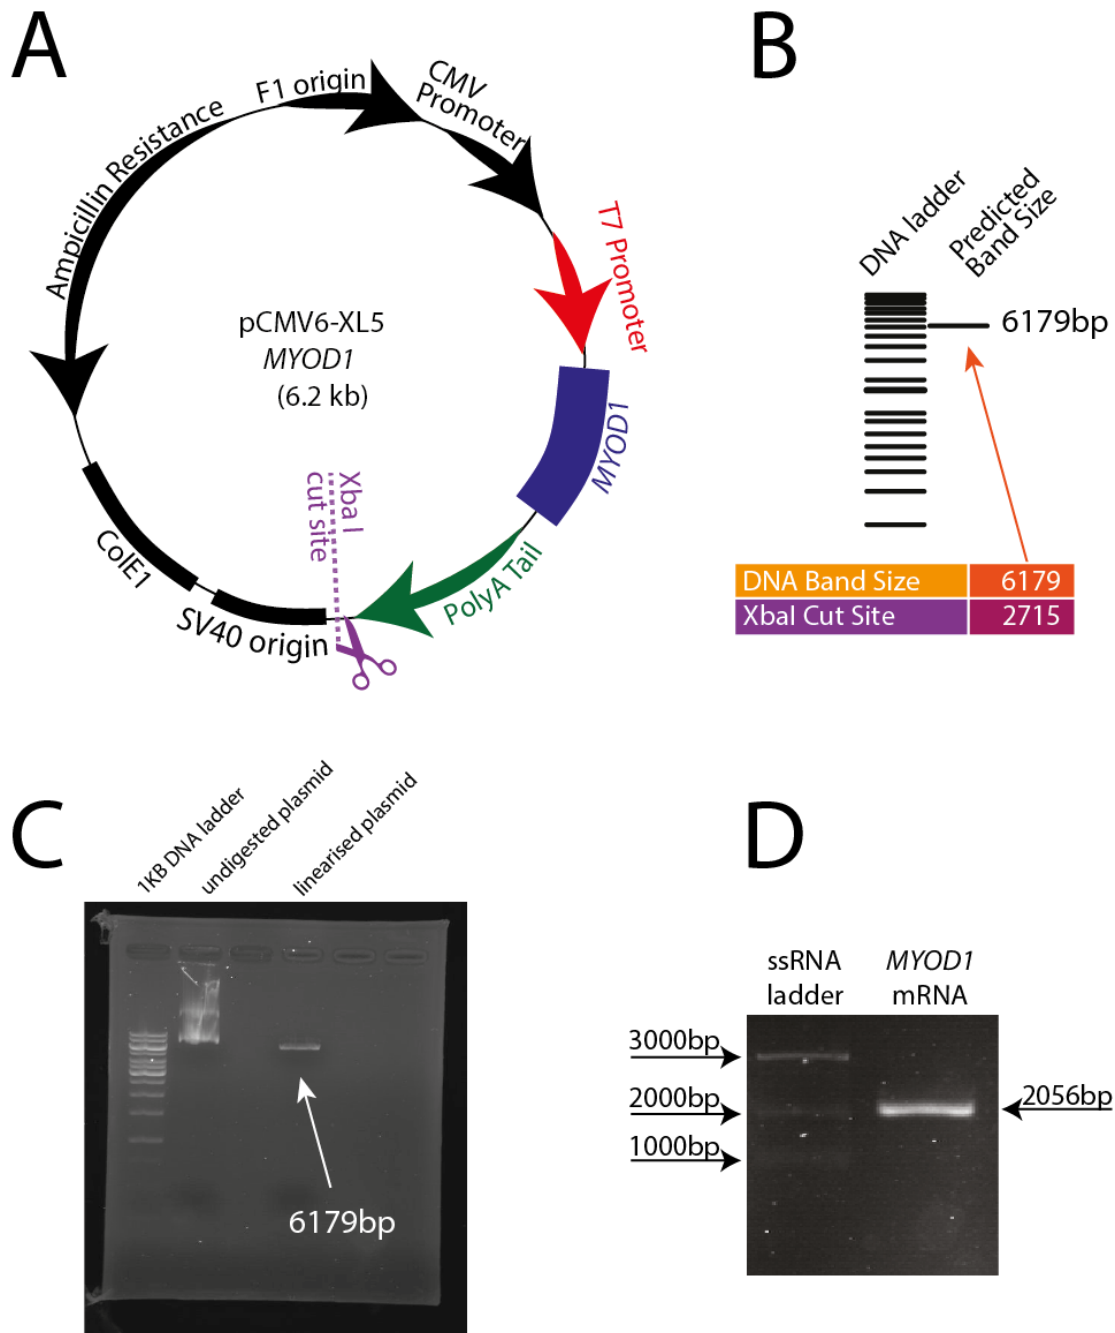 A
F1 origin
CMV
Promoter
Ampicillin Resistance
T7 Promoter
pCMV6-XL5
MYOD1
(6.2 kb)
MYOD1
Xba I
cut site
PolyA Tail
ColE1
SV40 origin
B
DNA ladder
Predicted
Band Size
6179bp
DNA Band Size 6179
XbaI Cut Site 2715
C
1KB DNA ladder
undigested plasmid
linearised plasmid
6179bp
D
ssRNA
ladder
MYOD1
mRNA
3000bp
2000bp
1000bp
2056bp